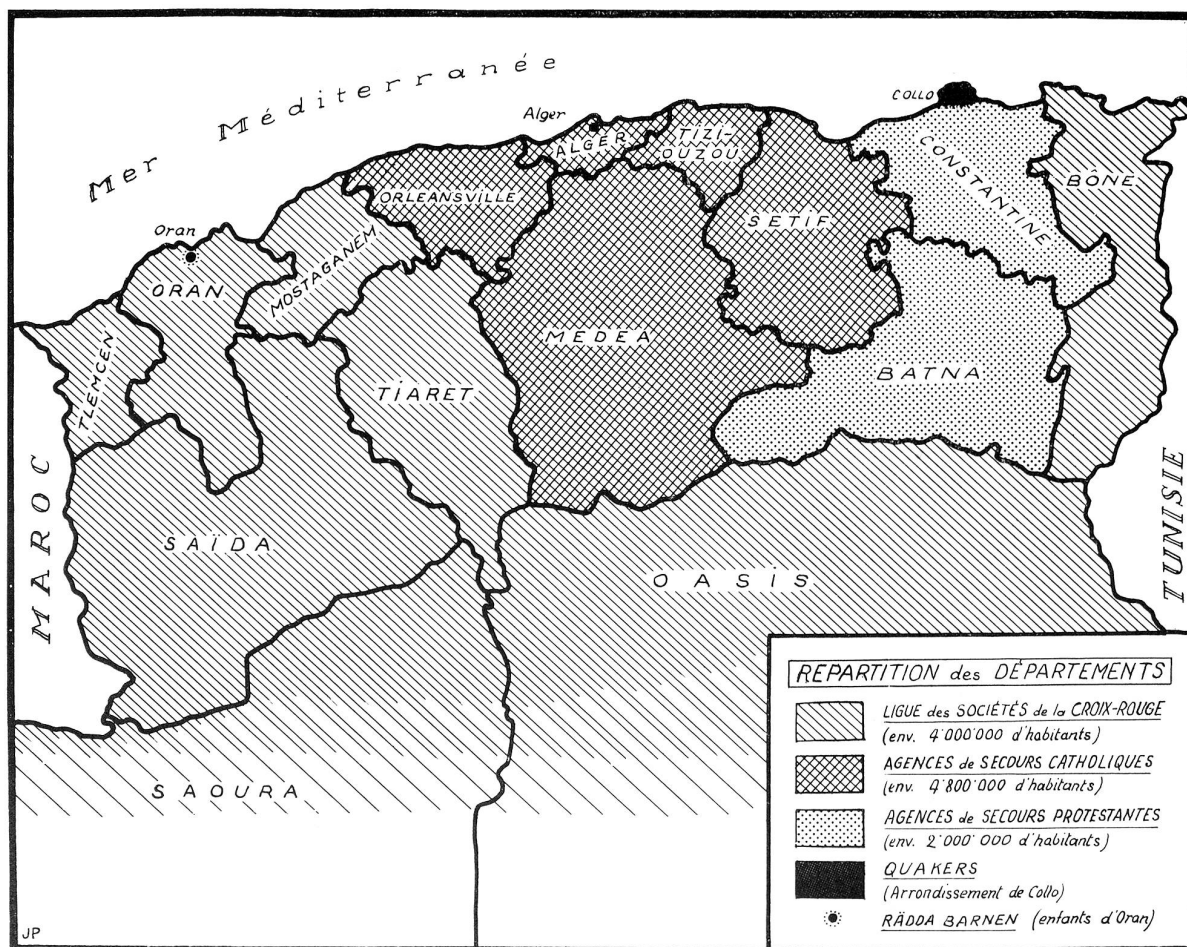 Mer Méditerranée
COLLO
Alger
ALGER
TIZI-
OUZOU
CONSTANTINE
BÔNE
ORLEANSVILLE
SETIF
Oran
MOSTAGANEM
ORAN
MEDEA
TLEMCEN
TIARET
BATNA
MAROC
TUNISIE
SAÏDA
OASIS
SAOURA
REPARTITION des DÉPARTEMENTS
LIGUE des SOCIÉTÉS de la CROIX-ROUGE
(env. 4'000'000 d'habitants)
AGENCES de SECOURS CATHOLIQUES
(env. 4'800'000 d'habitants)
AGENCES de SECOURS PROTESTANTES
(env. 2'000'000 d'habitants)
QUAKERS
(Arrondissement de Collo)
RÄDDA BARNEN (enfants d'Oran)
JP